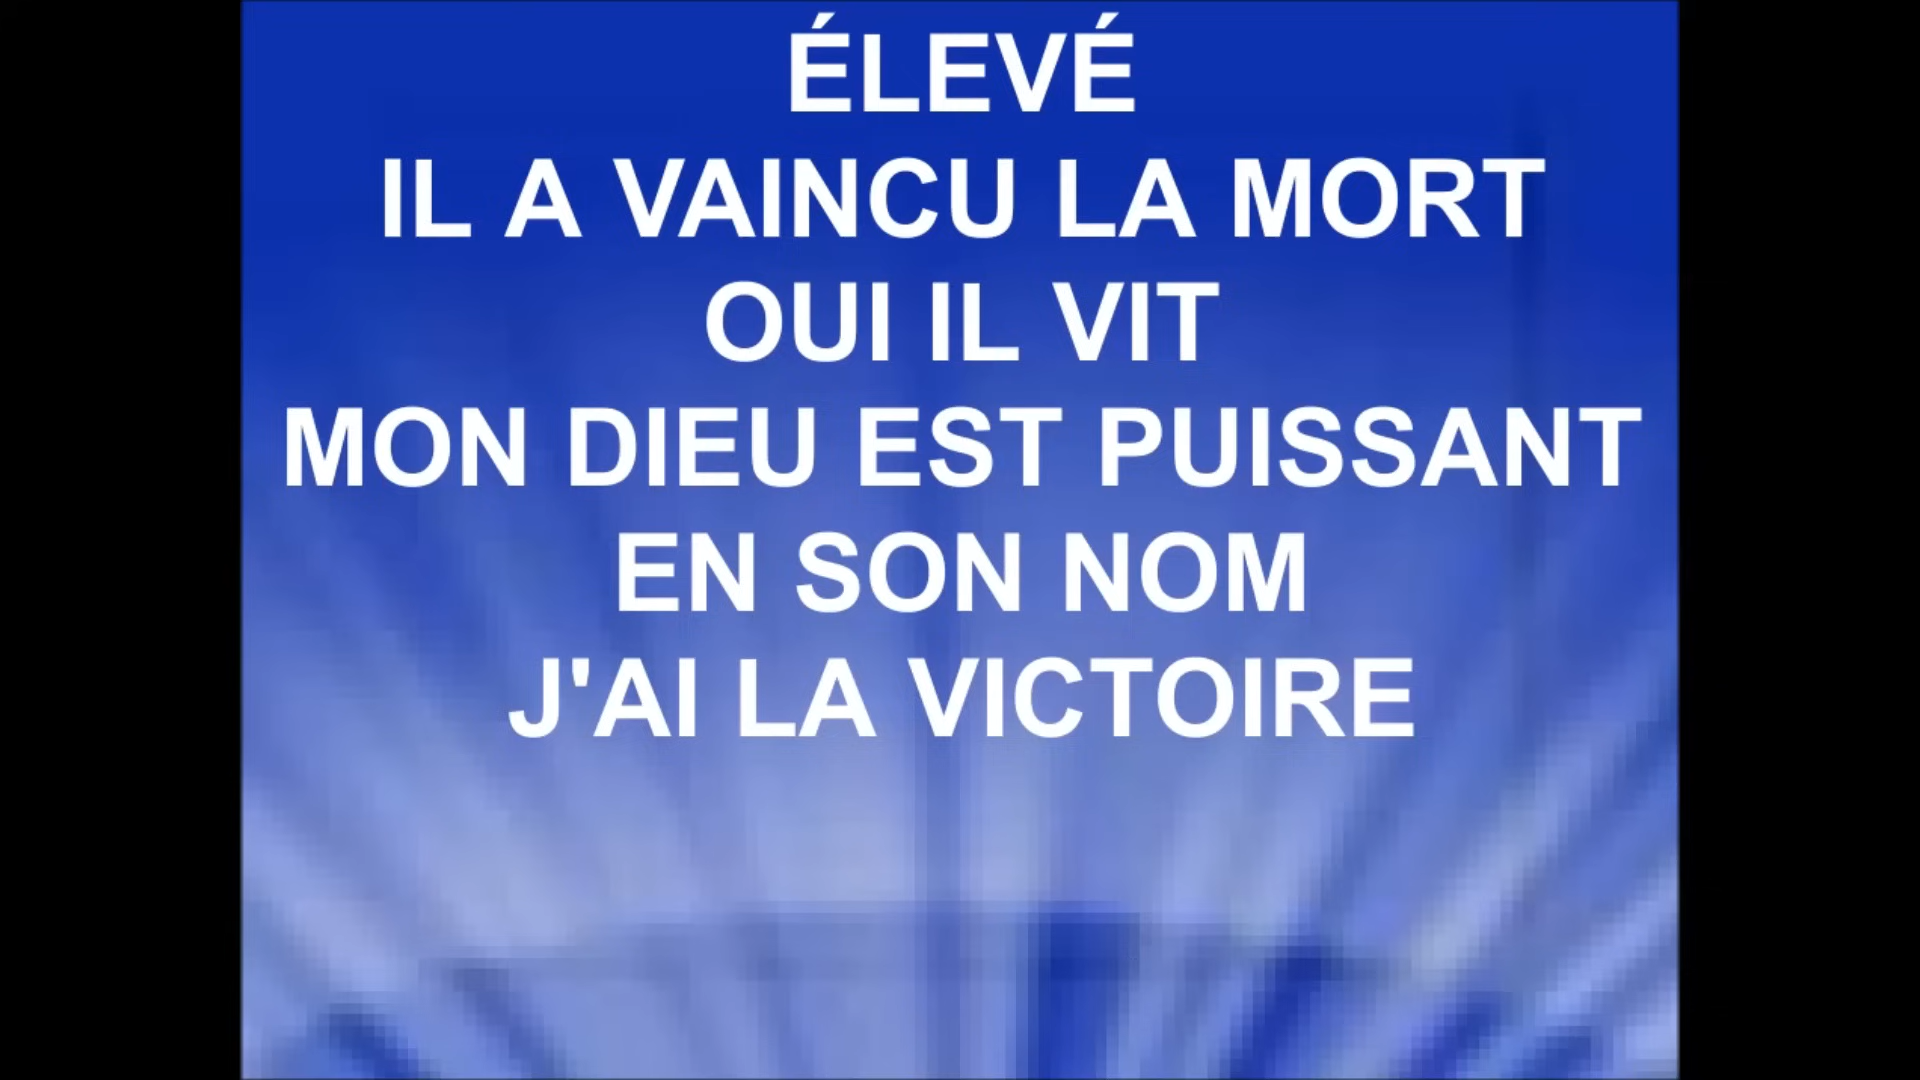 ÉLEVÉ
IL A VAINCU LA MORT
OUI IL VIT
MON DIEU EST PUISSANT
EN SON NOM
J'AI LA VICTOIRE